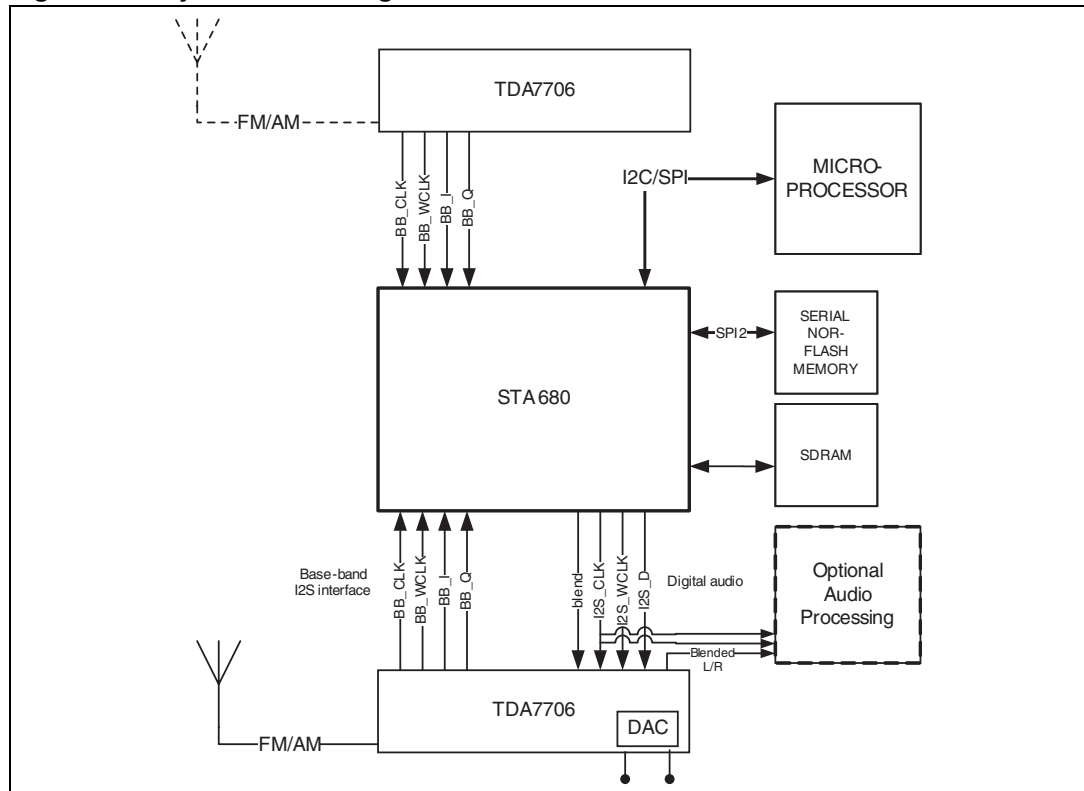 TDA7706
FM/AM
BB_CLK
BB_WCLK
BB_I
BB_Q
I2C/SPI
MICRO-
PROCESSOR
STA680
SPI2
SERIAL
NOR-
FLASH
MEMORY
SDRAM
Base-band
I2S interface
BB_CLK
BB_WCLK
BB_I
BB_Q
blend
I2S_CLK
I2S_WCLK
I2S_D
Digital audio
Optional
Audio
Processing
Blended
L/R
TDA7706
DAC
FM/AM